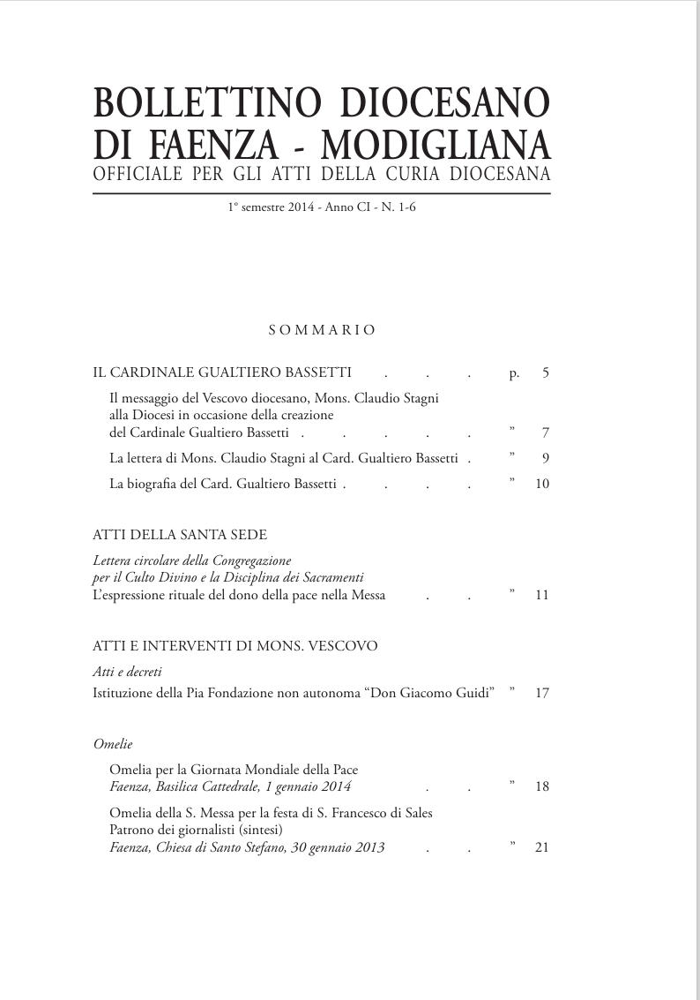 BOLLETTINO DIOCESANO
DI FAENZA - MODIGLIANA
OFFICIALE PER GLI ATTI DELLA CURIA DIOCESANA
1° semestre 2014 - Anno CI - N. 1-6
SOMMARIO
IL CARDINALE GUALTIERO BASSETTI . . . p. 5
Il messaggio del Vescovo diocesano, Mons. Claudio Stagni
alla Diocesi in occasione della creazione
del Cardinale Gualtiero Bassetti . . . . . ” 7
La lettera di Mons. Claudio Stagni al Card. Gualtiero Bassetti . ” 9
La biografia del Card. Gualtiero Bassetti . . . . ” 10
ATTI DELLA SANTA SEDE
Lettera circolare della Congregazione
per il Culto Divino e la Disciplina dei Sacramenti
L’espressione rituale del dono della pace nella Messa . . ” 11
ATTI E INTERVENTI DI MONS. VESCOVO
Atti e decreti
Istituzione della Pia Fondazione non autonoma “Don Giacomo Guidi” ” 17
Omelie
Omelia per la Giornata Mondiale della Pace
Faenza, Basilica Cattedrale, 1 gennaio 2014 . . ” 18
Omelia della S. Messa per la festa di S. Francesco di Sales
Patrono dei giornalisti (sintesi)
Faenza, Chiesa di Santo Stefano, 30 gennaio 2013 . . ” 21